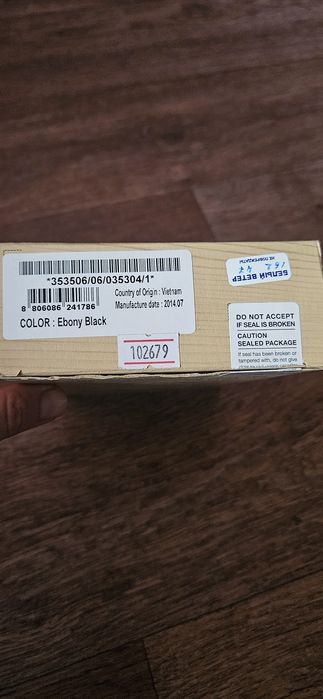 *353506/06/035304/1*
8 806086 241786
Country of Origin : Vietnam
Manufacture date : 2014.07
COLOR : Ebony Black
102679
БЕЛЫЙ ВЕТЕР
НЕ ПОВРЕЖДАТЬ!
DO NOT ACCEPT
IF SEAL IS BROKEN
CAUTION
SEALED PACKAGE
If seal has been broken or
tampered with, do not give